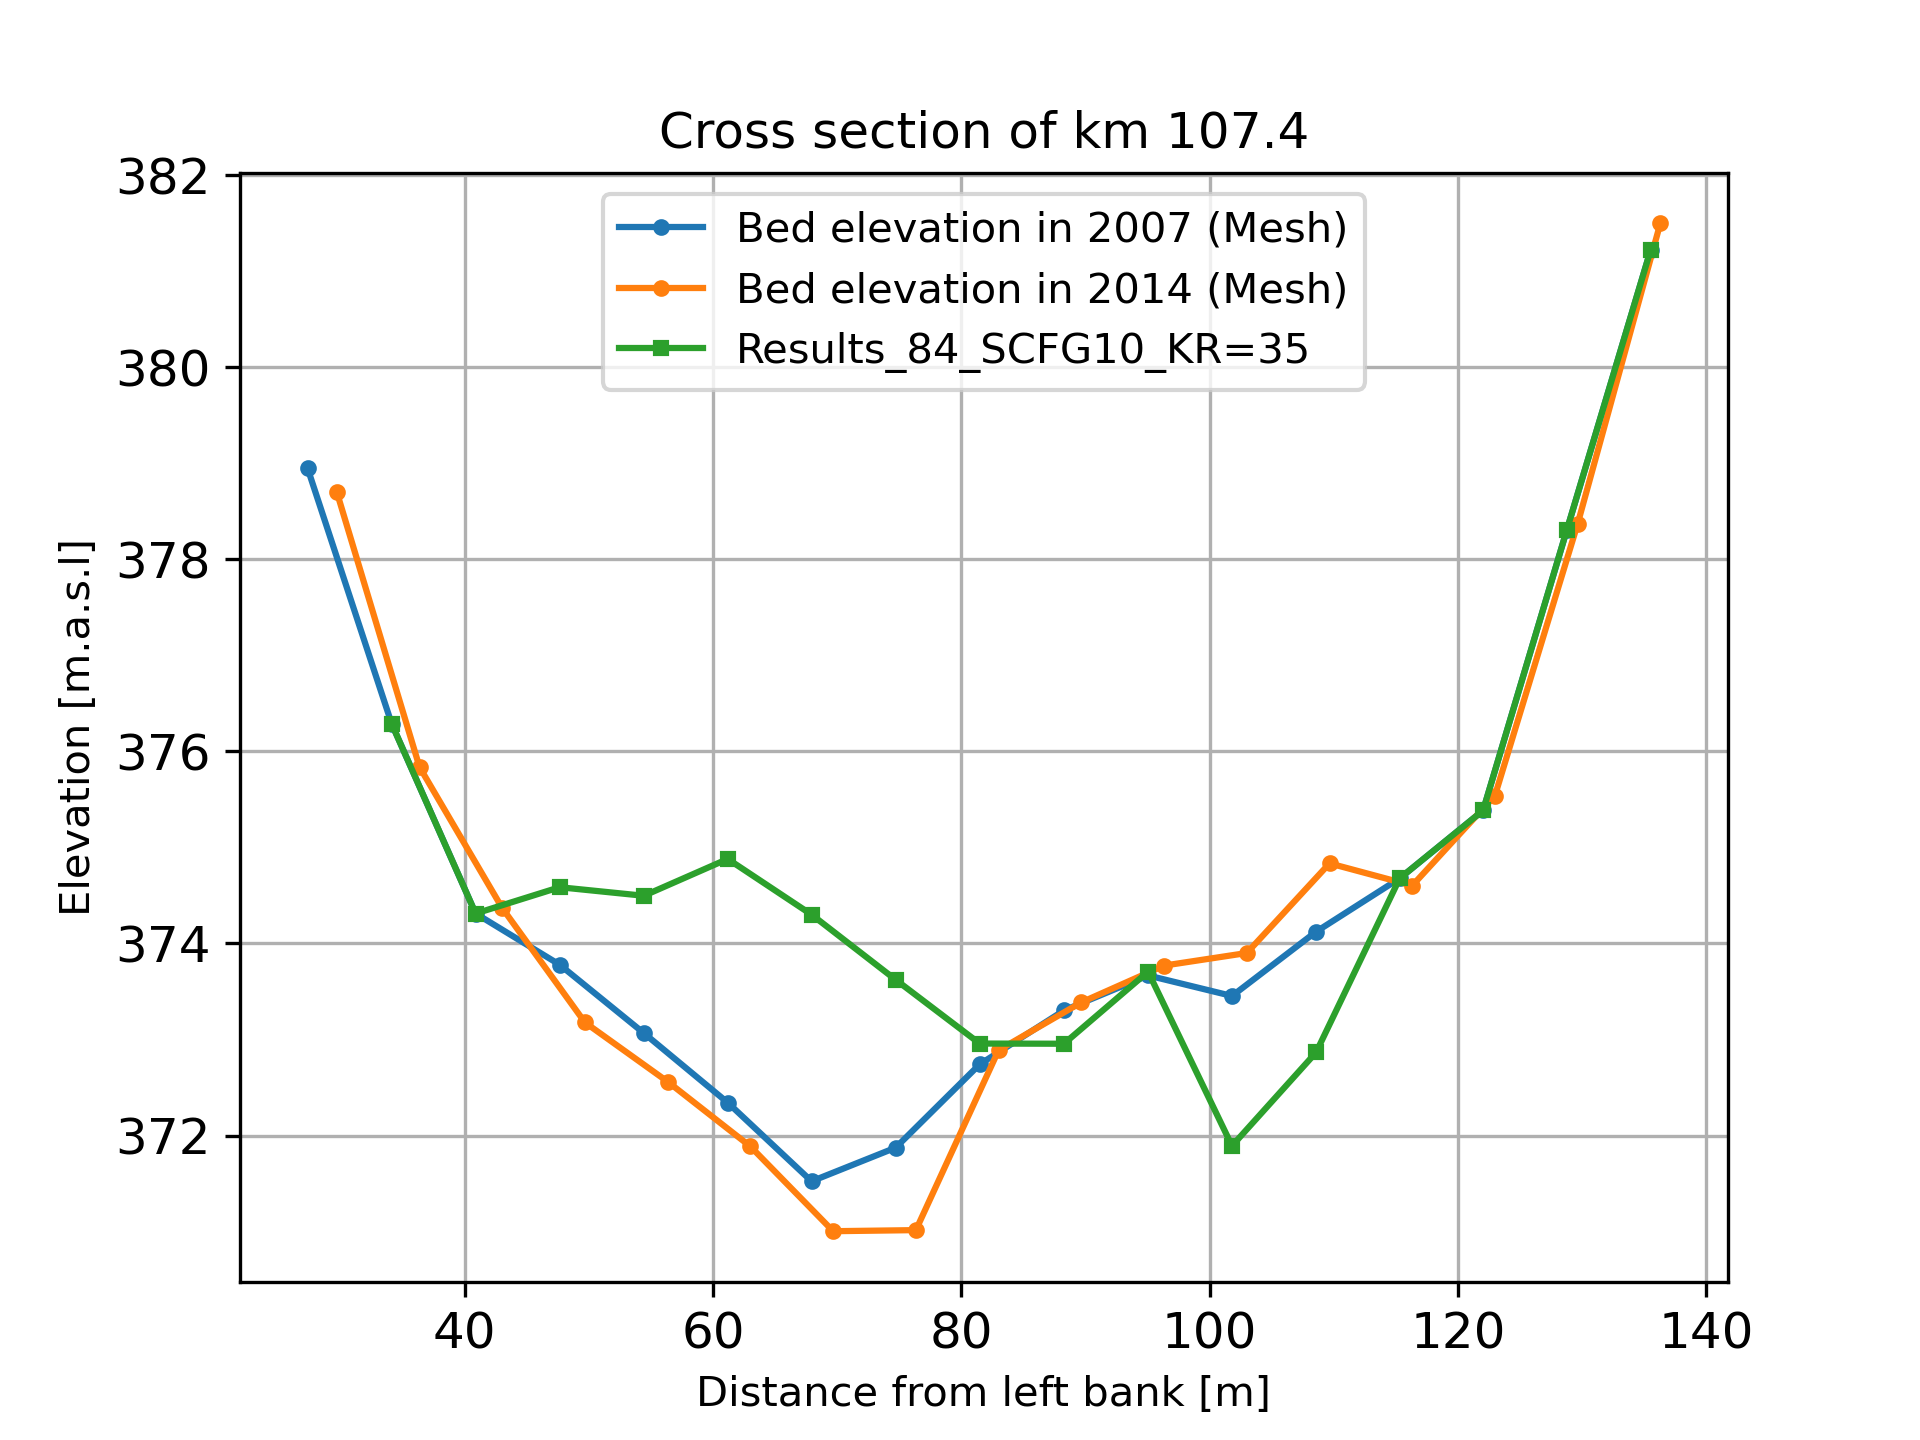 Cross section of km 107.4
Bed elevation in 2007 (Mesh)
Bed elevation in 2014 (Mesh)
Results_84_SCFG10_KR=35
382
380
378
376
374
372
Elevation [m.a.s.l]
40 60 80 100 120 140
Distance from left bank [m]